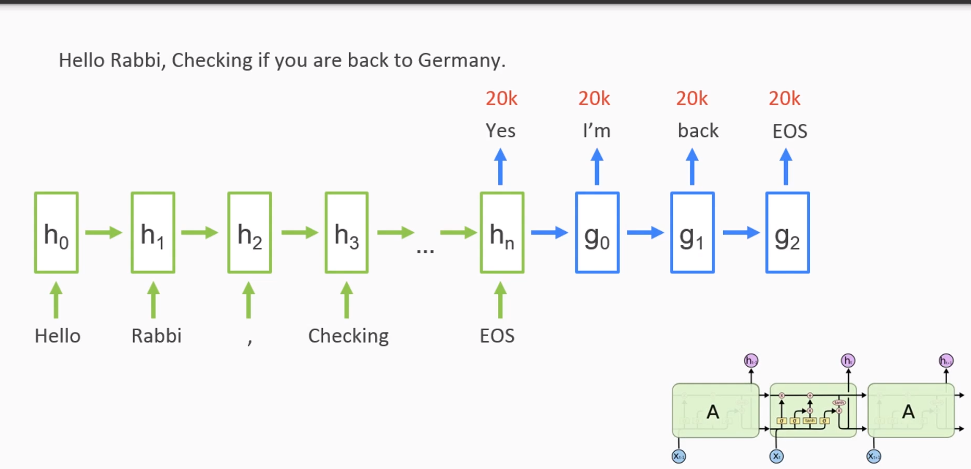 Hello Rabbi, Checking if you are back to Germany.
20k 20k 20k 20k
Yes I'm back EOS
h0 h1 h2 h3 ... hn g0 g1 g2
Hello Rabbi , Checking EOS
A A